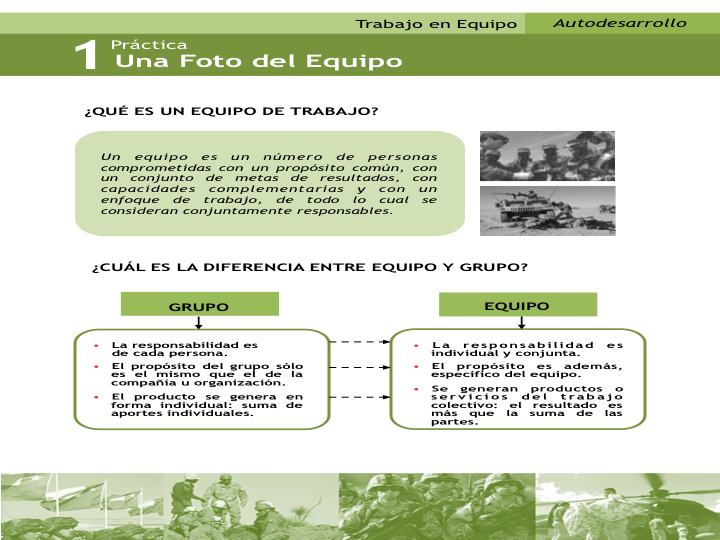 Trabajo en Equipo
Autodesarrollo
1
Práctica
Una Foto del Equipo
¿QUÉ ES UN EQUIPO DE TRABAJO?
Un equipo es un número de personas
comprometidas con un propósito común, con
un conjunto de metas de resultados, con
capacidades complementarias y con un
enfoque de trabajo, de todo lo cual se
consideran conjuntamente responsables.
¿CUÁL ES LA DIFERENCIA ENTRE EQUIPO Y GRUPO?
GRUPO
• La responsabilidad es
de cada persona.
• El propósito del grupo sólo
es el mismo que el de la
compañía u organización.
• El producto se genera en
forma individual: suma de
aportes individuales.
EQUIPO
• La responsabilidad es
individual y conjunta.
• El propósito es además,
específico del equipo.
• Se generan productos o
servicios del trabajo
colectivo: el resultado es
más que la suma de las
partes.